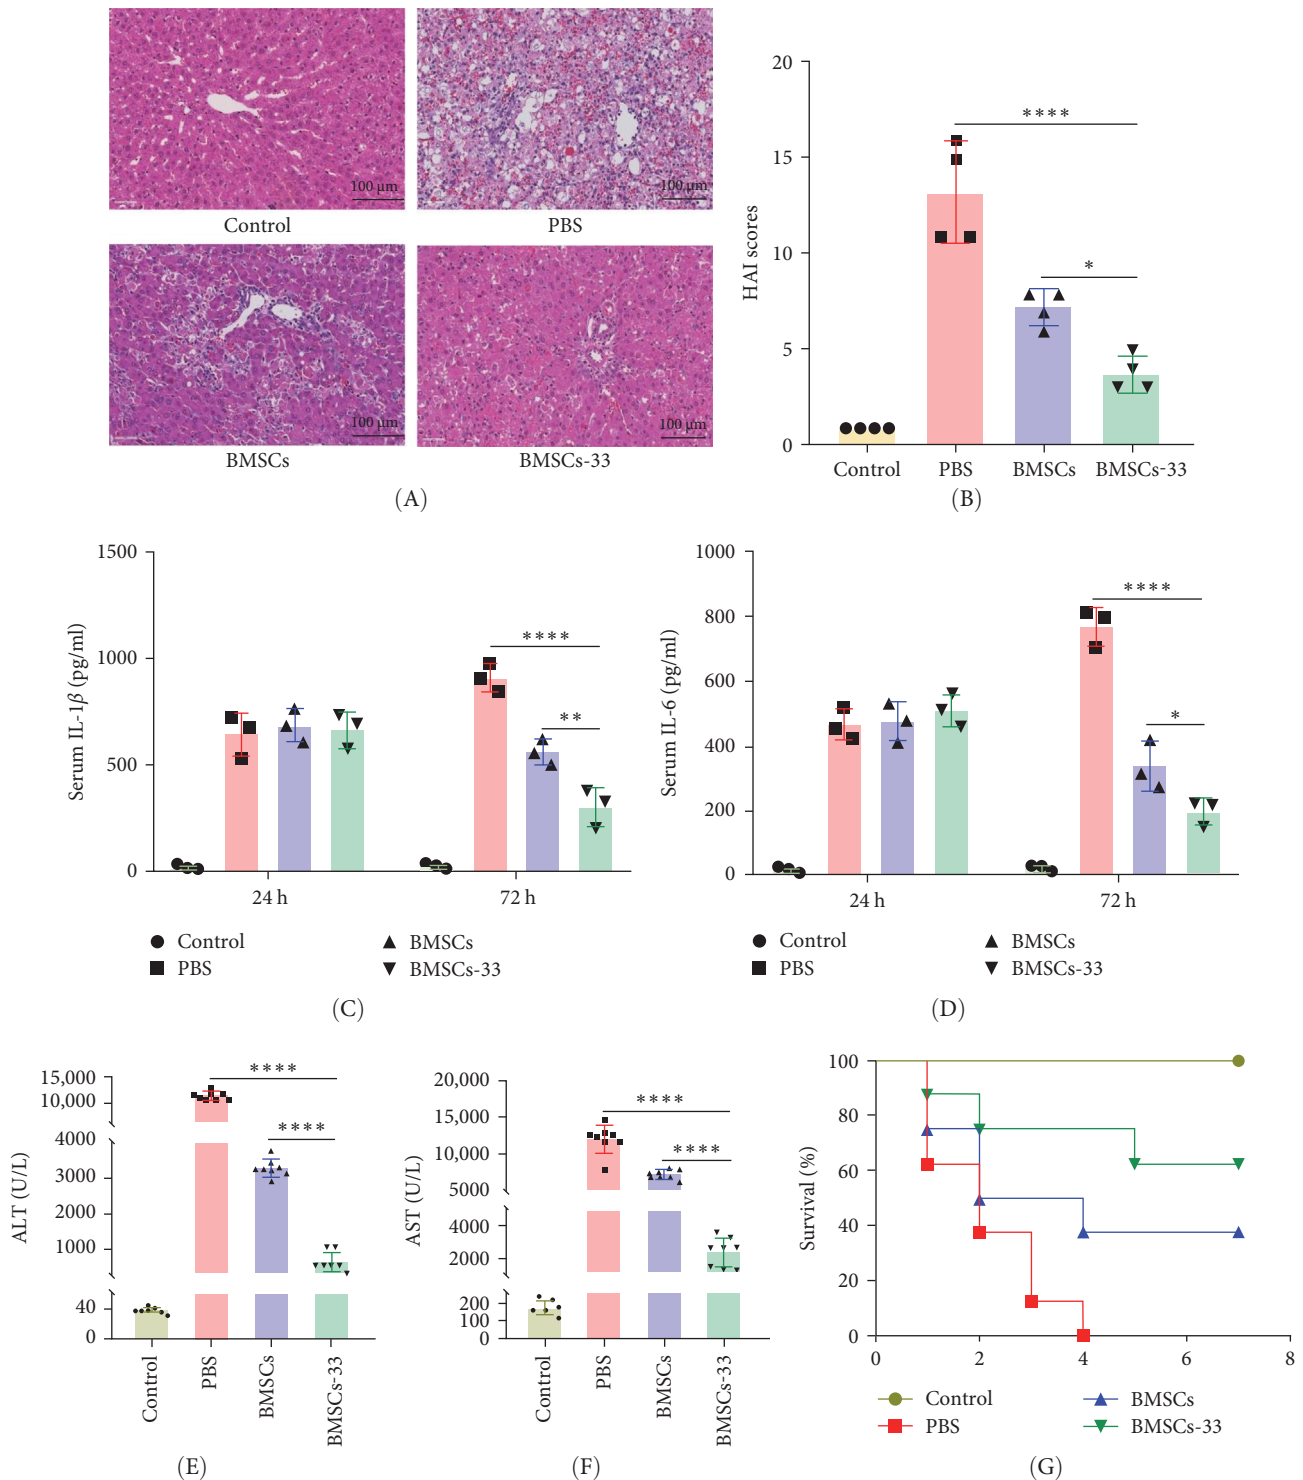 100 μm
100 μm
Control
PBS
100 μm
100 μm
BMSCs
BMSCs-33
(A)
20
15
10
5
0
HAI scores
****
*
Control
PBS
BMSCs
BMSCs-33
(B)
1500
1000
500
0
Serum IL-1β (pg/ml)
****
**
24 h
72 h
Control
PBS
BMSCs
BMSCs-33
(C)
1000
800
600
400
200
0
Serum IL-6 (pg/ml)
****
*
24 h
72 h
Control
PBS
BMSCs
BMSCs-33
(D)
15,000
10,000
4000
3000
2000
1000
40
20
0
ALT (U/L)
****
****
Control
PBS
BMSCs
BMSCs-33
(E)
20,000
15,000
10,000
5000
4000
2000
200
100
0
AST (U/L)
****
****
Control
PBS
BMSCs
BMSCs-33
(F)
100
80
60
40
20
0
Survival (%)
0
2
4
6
8
Control
PBS
BMSCs
BMSCs-33
(G)